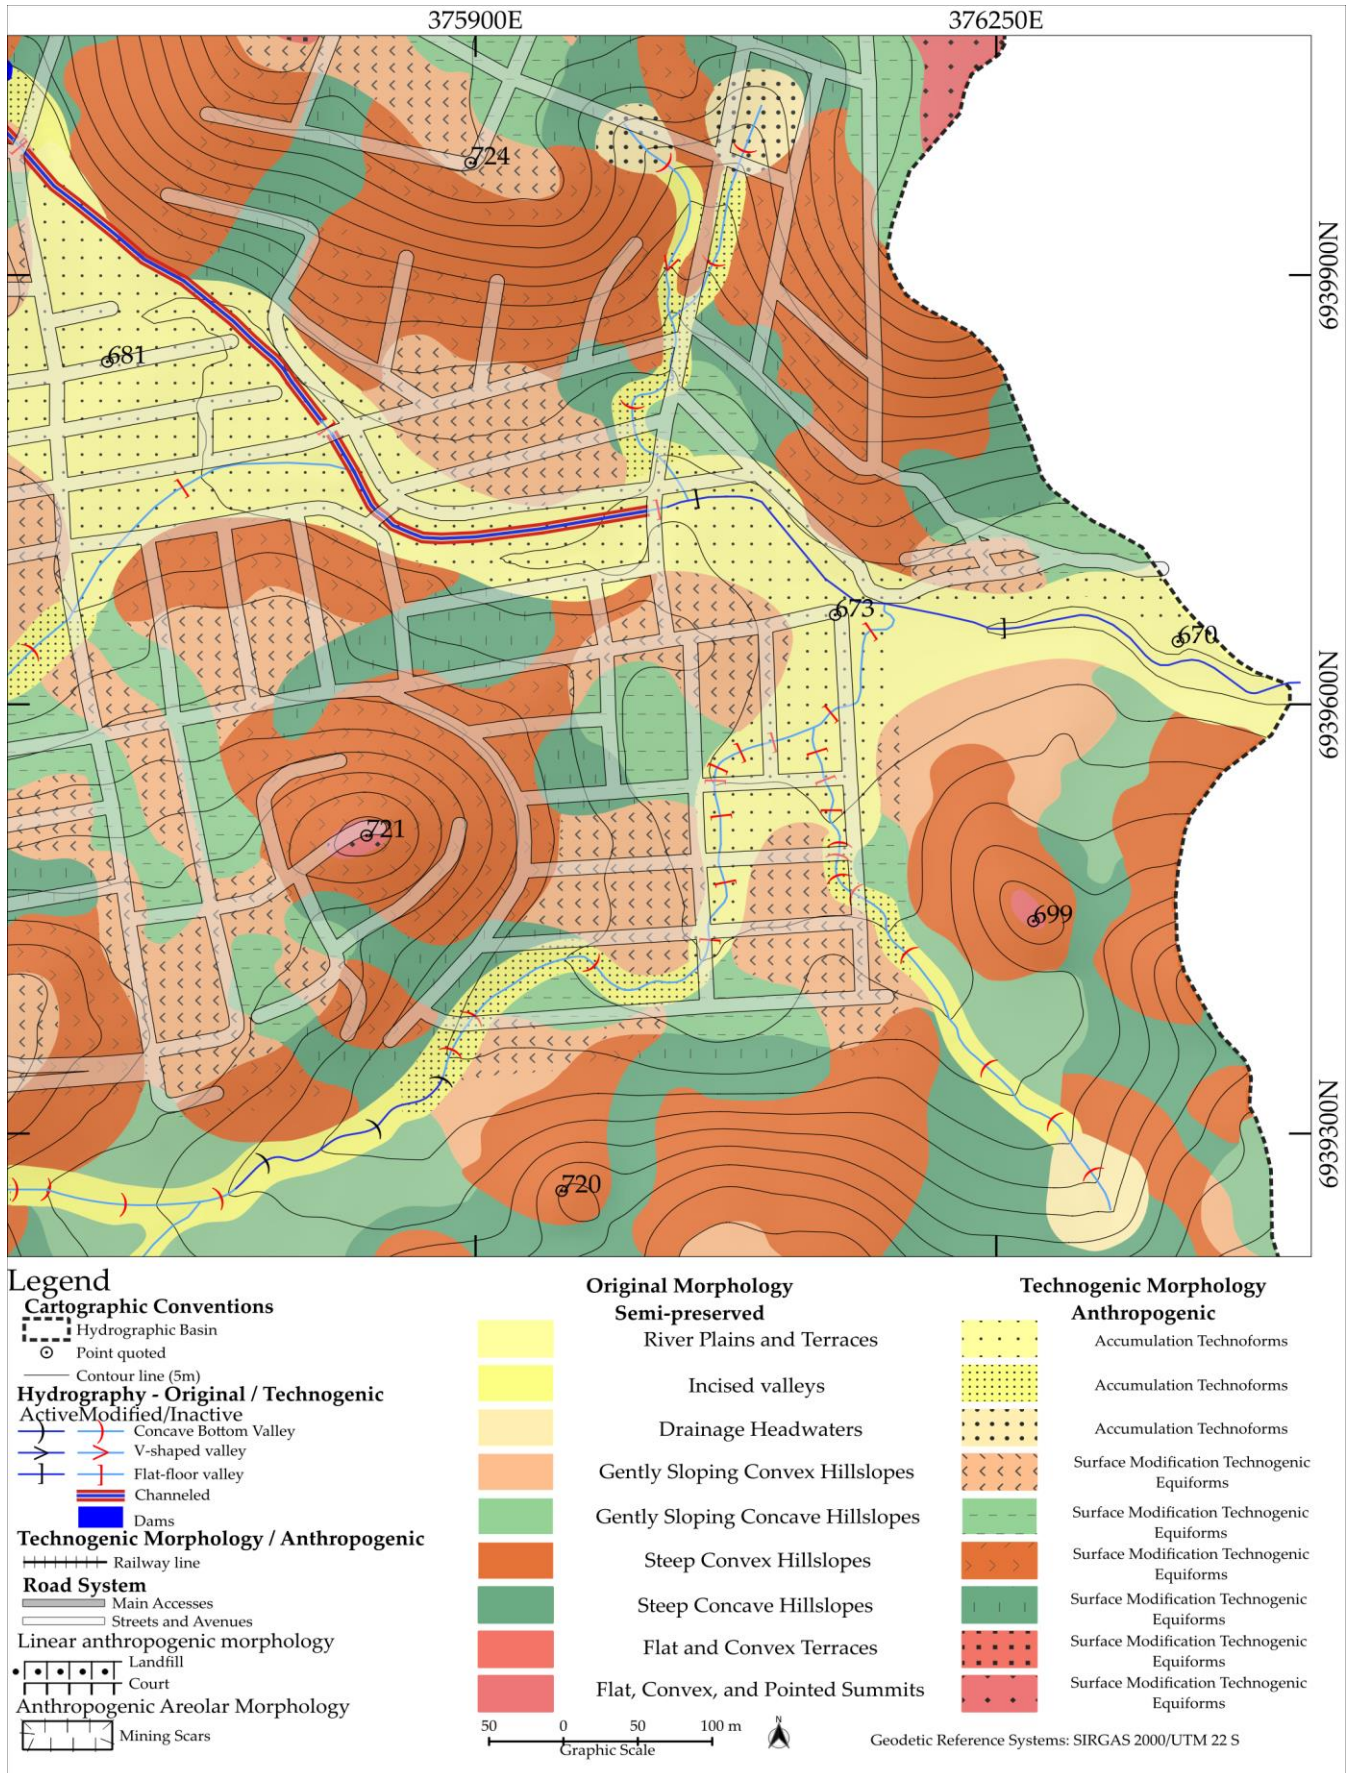 375900E 376250E
724
6939900N
681
673
670
6939600N
721
699
6939300N
720
Legend
Cartographic Conventions
Hydrographic Basin
Point quoted
Contour line (5m)
Hydrography - Original / Technogenic
ActiveModified/Inactive
Concave Bottom Valley
V-shaped valley
Flat-floor valley
Channeled
Dams
Technogenic Morphology / Anthropogenic
Railway line
Road System
Main Accesses
Streets and Avenues
Linear anthropogenic morphology
Landfill
Court
Anthropogenic Areolar Morphology
Mining Scars
Original Morphology
Semi-preserved
River Plains and Terraces
Incised valleys
Drainage Headwaters
Gently Sloping Convex Hillslopes
Gently Sloping Concave Hillslopes
Steep Convex Hillslopes
Steep Concave Hillslopes
Flat and Convex Terraces
Flat, Convex, and Pointed Summits
50 0 50 100 m
Graphic Scale
N
Technogenic Morphology
Anthropogenic
Accumulation Technoforms
Accumulation Technoforms
Accumulation Technoforms
Surface Modification Technogenic
Equiforms
Surface Modification Technogenic
Equiforms
Surface Modification Technogenic
Equiforms
Surface Modification Technogenic
Equiforms
Surface Modification Technogenic
Equiforms
Surface Modification Technogenic
Equiforms
Geodetic Reference Systems: SIRGAS 2000/UTM 22 S